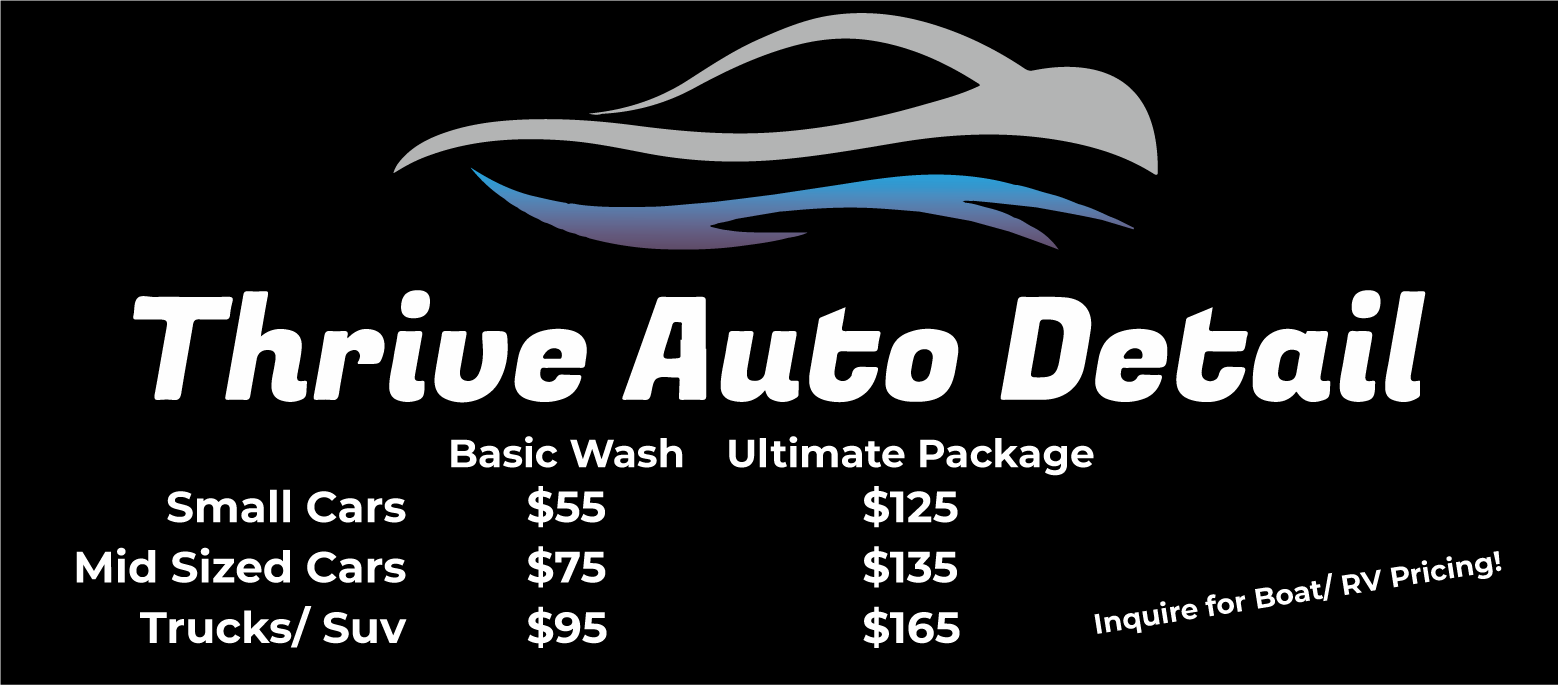 Thrive Auto Detail
Basic Wash Ultimate Package
Small Cars $55 $125
Mid Sized Cars $75 $135
Trucks/ Suv $95 $165
Inquire for Boat/ RV Pricing!